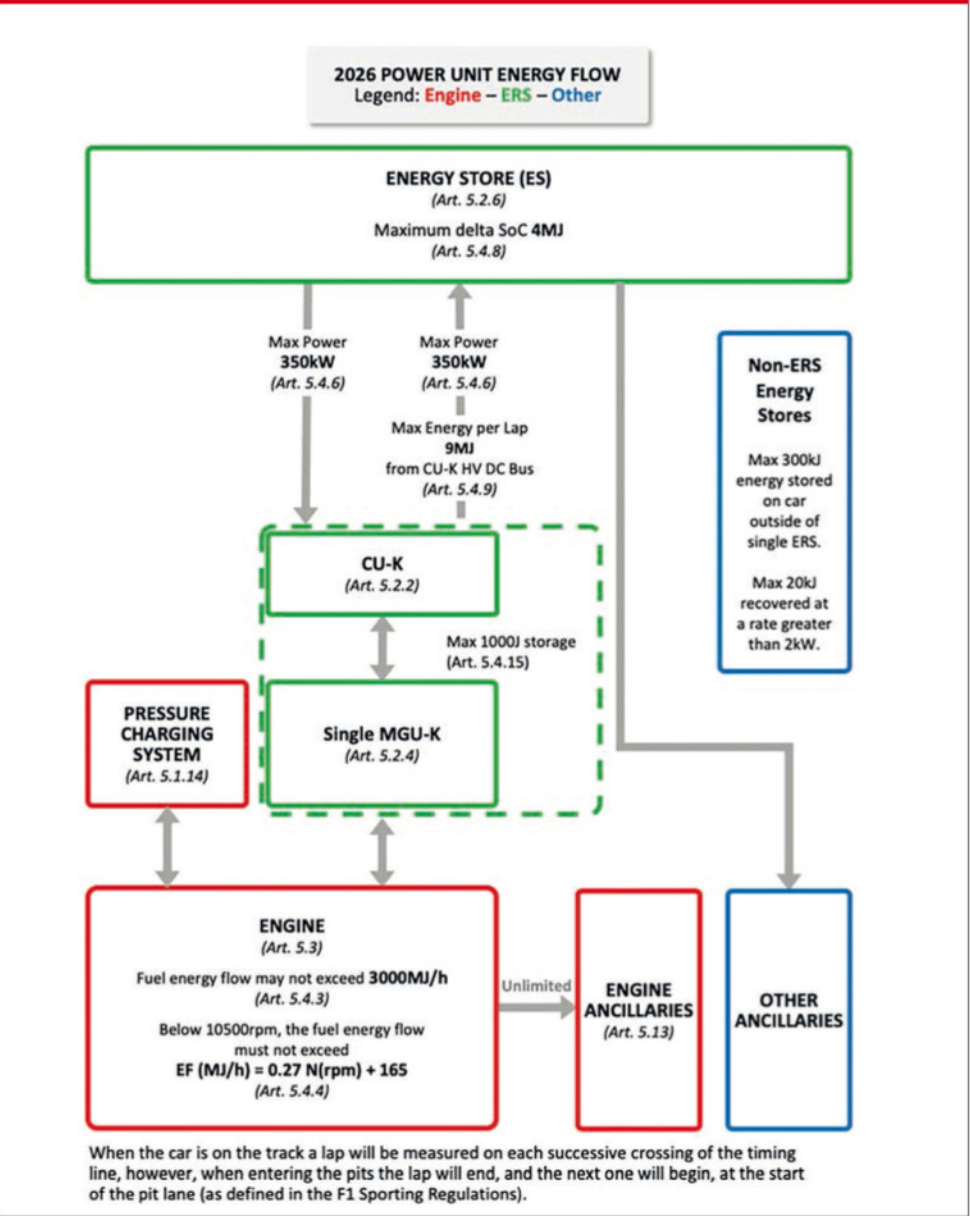 2026 POWER UNIT ENERGY FLOW
Legend: Engine – ERS – Other
ENERGY STORE (ES)
(Art. 5.2.6)
Maximum delta SoC 4MJ
(Art. 5.4.8)
Max Power
350kW
(Art. 5.4.6)
Max Power
350kW
(Art. 5.4.6)
Max Energy per Lap
9MJ
from CU-K HV DC Bus
(Art. 5.4.9)
Non-ERS
Energy
Stores
Max 300kJ
energy stored
on car
outside of
single ERS.
Max 20kJ
recovered at
a rate greater
than 2kW.
CU-K
(Art. 5.2.2)
Max 1000J storage
(Art. 5.4.15)
Single MGU-K
(Art. 5.2.4)
PRESSURE
CHARGING
SYSTEM
(Art. 5.1.14)
ENGINE
(Art. 5.3)
Fuel energy flow may not exceed 3000MJ/h
(Art. 5.4.3)
Below 10500rpm, the fuel energy flow
must not exceed
EF (MJ/h) = 0.27 N(rpm) + 165
(Art. 5.4.4)
Unlimited
ENGINE
ANCILLARIES
(Art. 5.13)
OTHER
ANCILLARIES
When the car is on the track a lap will be measured on each successive crossing of the timing
line, however, when entering the pits the lap will end, and the next one will begin, at the start
of the pit lane (as defined in the F1 Sporting Regulations).